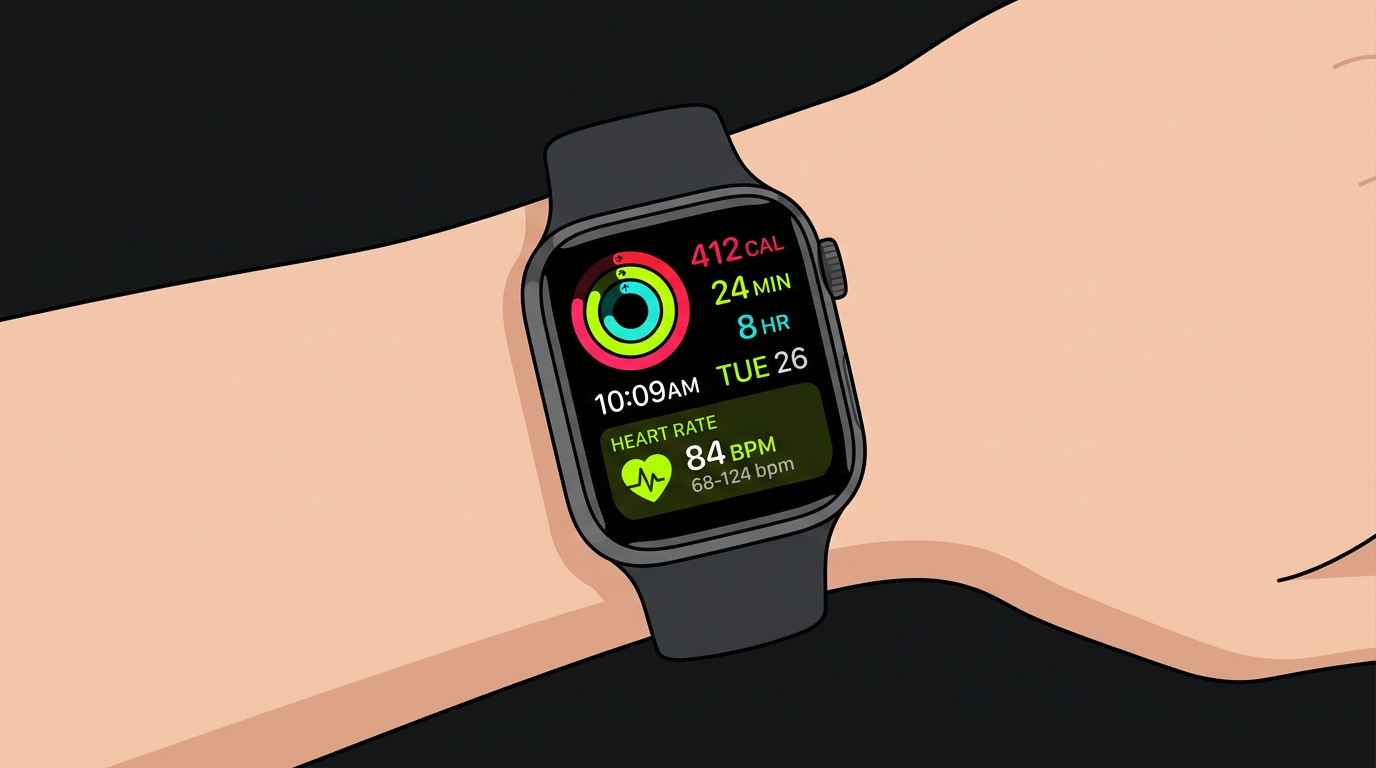 412 CAL
24 MIN
8 HR
10:09AM
TUE 26
HEART RATE
84 BPM
68-124 bpm